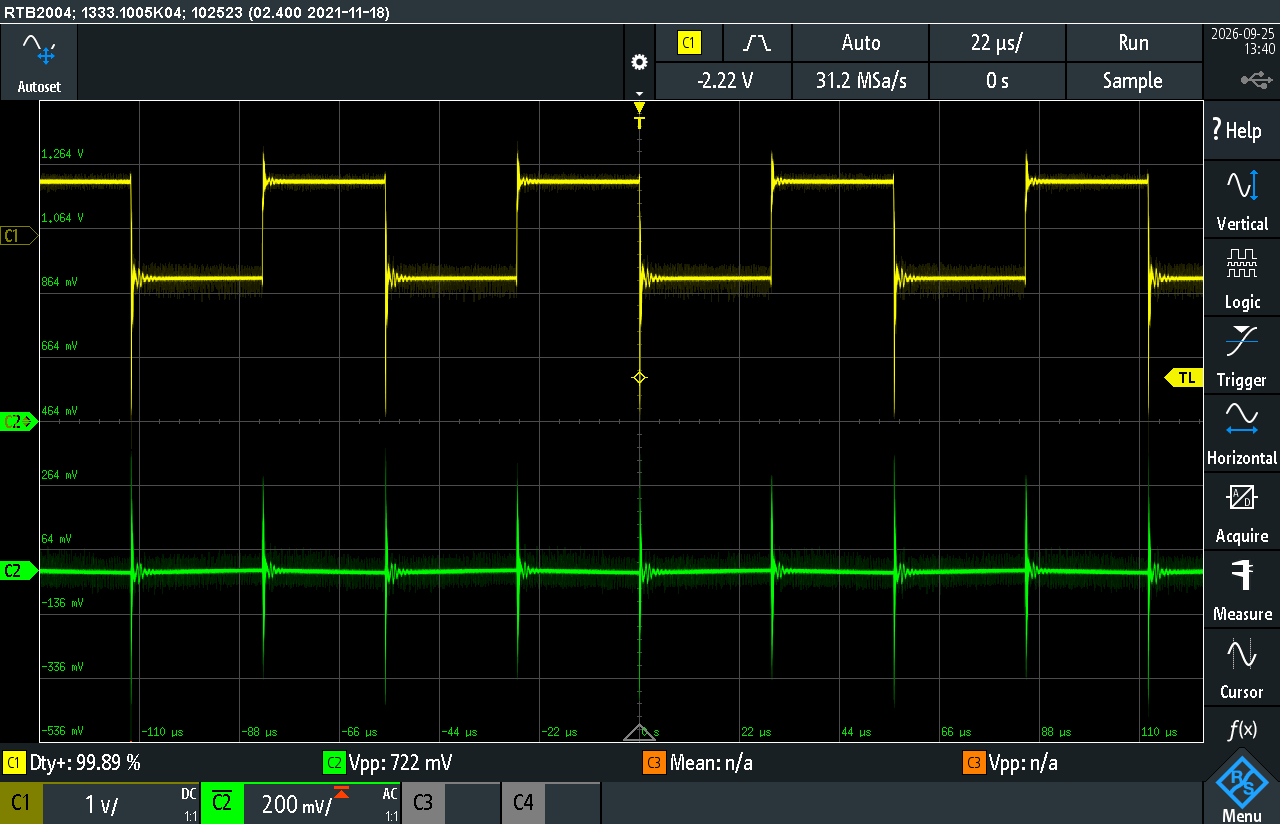 RTB2004; 1333.1005K04; 102523 (02.400 2021-11-18)
Autoset
C1
Auto
22 µs/
Run
2026-09-25
13:40
-2.22 V
31.2 MSa/s
0 s
Sample
T
? Help
1,264 V
Vertical
1,064 V
C1
864 mV
Logic
664 mV
TL
Trigger
464 mV
C2
Horizontal
264 mV
A/D
Acquire
64 mV
C2
-136 mV
Measure
-336 mV
Cursor
-536 mV
-110 µs
-88 µs
-66 µs
-44 µs
-22 µs
0 s
22 µs
44 µs
66 µs
88 µs
110 µs
f(x)
C1 Dty+: 99.89 %
C2 Vpp: 722 mV
C3 Mean: n/a
C3 Vpp: n/a
C1
1 V/
DC
1:1
C2
200 mV/
AC
1:1
C3
C4
R&S
Menu